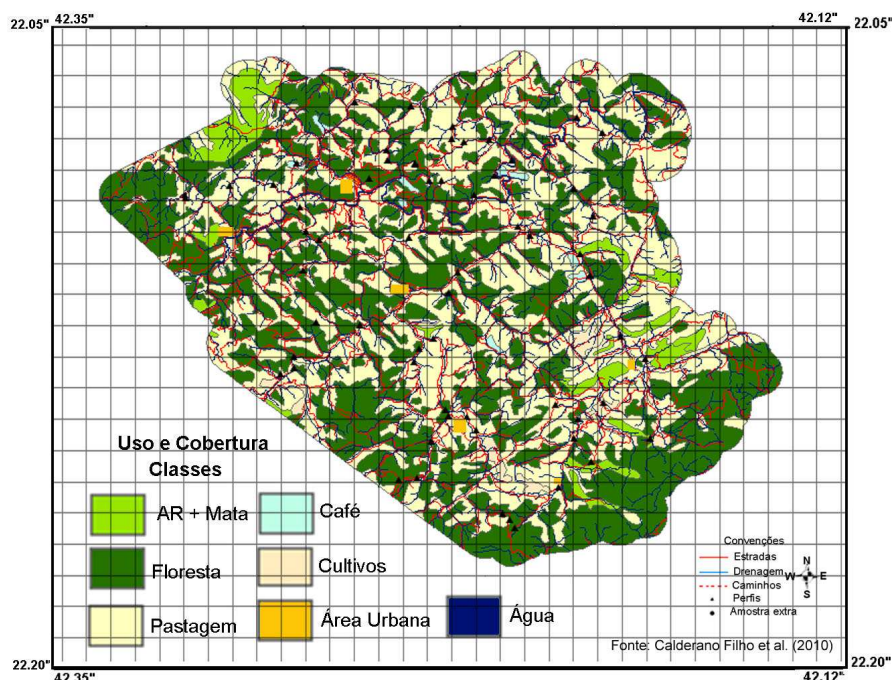 42.35" 42.12"
22.05" 22.05"
Uso e Cobertura
Classes
AR + Mata
Café
Floresta
Cultivos
Pastagem
Área Urbana
Água
Convenções
Estradas
Drenagem
Caminhos
Perfis
Amostra extra
N
W E
S
Fonte: Calderano Filho et al. (2010)
22.20" 22.20"
42.35" 42.12"